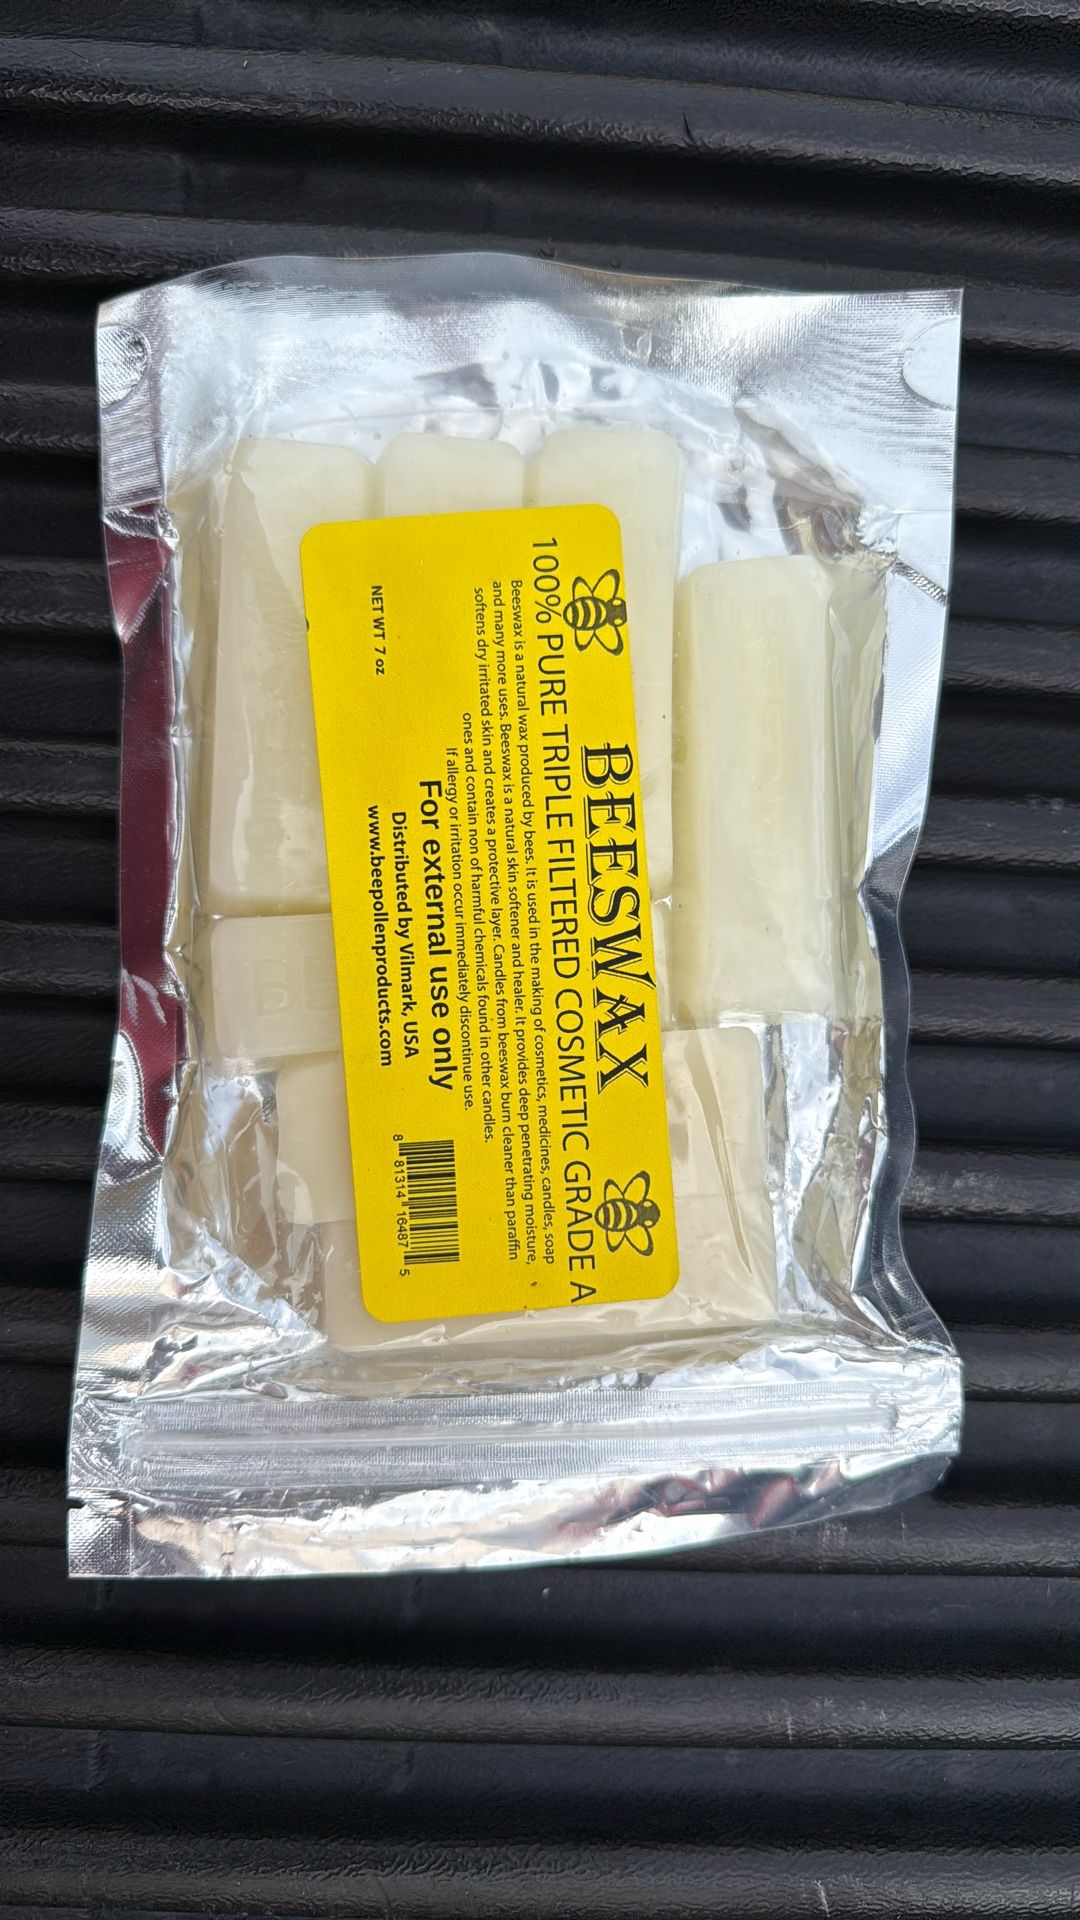 BEESWAX
100% PURE TRIPLE FILTERED COSMETIC GRADE A
Beeswax is a natural wax produced by bees. It is used in the making of cosmetics, medicines, candles, soap
and many more uses. Beeswax is a natural skin softener and healer. It provides deep penetrating moisture,
softens dry irritated skin and creates a protective layer. Candles from beeswax burn cleaner than paraffin
ones and contain non of harmful chemicals found in other candles.
If allergy or irritation occur immediately discontinue use.
For external use only
Distributed by Vilmark, USA
www.beepollenproducts.com
NET WT 7 oz
8 81314 16487 5